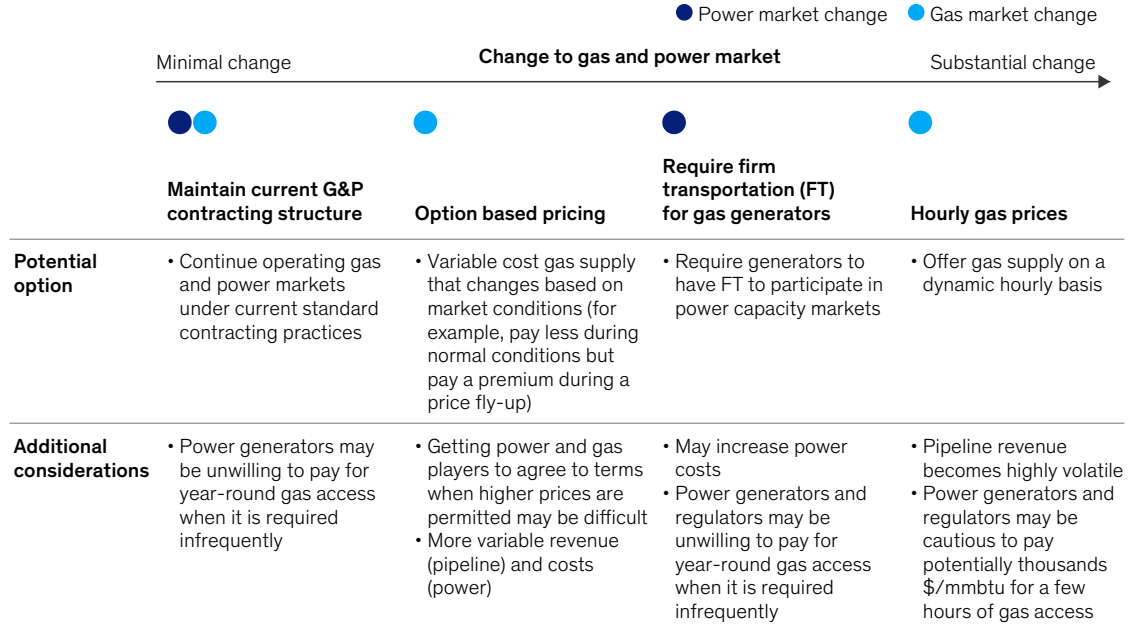 Power market change
Gas market change
Minimal change
Change to gas and power market
Substantial change
Maintain current G&P
contracting structure
Option based pricing
Require firm
transportation (FT)
for gas generators
Hourly gas prices
Potential
option
• Continue operating gas
and power markets
under current standard
contracting practices
• Variable cost gas supply
that changes based on
market conditions (for
example, pay less during
normal conditions but
pay a premium during a
price fly-up)
• Require generators to
have FT to participate in
power capacity markets
• Offer gas supply on a
dynamic hourly basis
Additional
considerations
• Power generators may
be unwilling to pay for
year-round gas access
when it is required
infrequently
• Getting power and gas
players to agree to terms
when higher prices are
permitted may be difficult
• More variable revenue
(pipeline) and costs
(power)
• May increase power
costs
• Power generators and
regulators may be
unwilling to pay for
year-round gas access
when it is required
infrequently
• Pipeline revenue
becomes highly volatile
• Power generators and
regulators may be
cautious to pay
potentially thousands
$/mmbtu for a few
hours of gas access